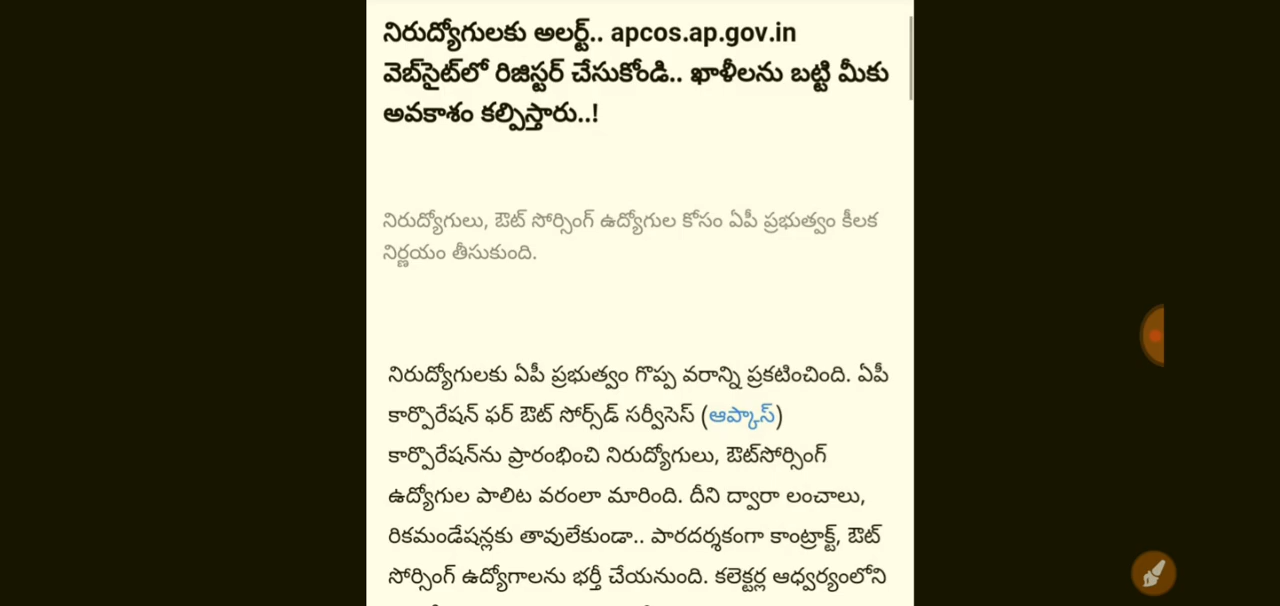 నిరుద్యోగులకు అలర్ట్.. apcos.ap.gov.in
వెబ్‌సైట్‌లో రిజిస్టర్ చేసుకోండి.. ఖాళీలను బట్టి మీకు
అవకాశం కల్పిస్తారు..!
నిరుద్యోగులు, ఔట్ సోర్సింగ్ ఉద్యోగుల కోసం ఏపీ ప్రభుత్వం కీలక
నిర్ణయం తీసుకుంది.
నిరుద్యోగులకు ఏపీ ప్రభుత్వం గొప్ప వరాన్ని ప్రకటించింది. ఏపీ
కార్పొరేషన్ ఫర్ ఔట్ సోర్స్‌డ్ సర్వీసెస్ (ఆప్కాస్)
కార్పొరేషన్‌ను ప్రారంభించి నిరుద్యోగులు, ఔట్‌సోర్సింగ్
ఉద్యోగుల పాలిట వరంలా మారింది. దీని ద్వారా లంచాలు,
రికమండేషన్లకు తావులేకుండా.. పారదర్శకంగా కాంట్రాక్ట్, ఔట్
సోర్సింగ్ ఉద్యోగాలను భర్తీ చేయనుంది. కలెక్టర్ల ఆధ్వర్యంలోని